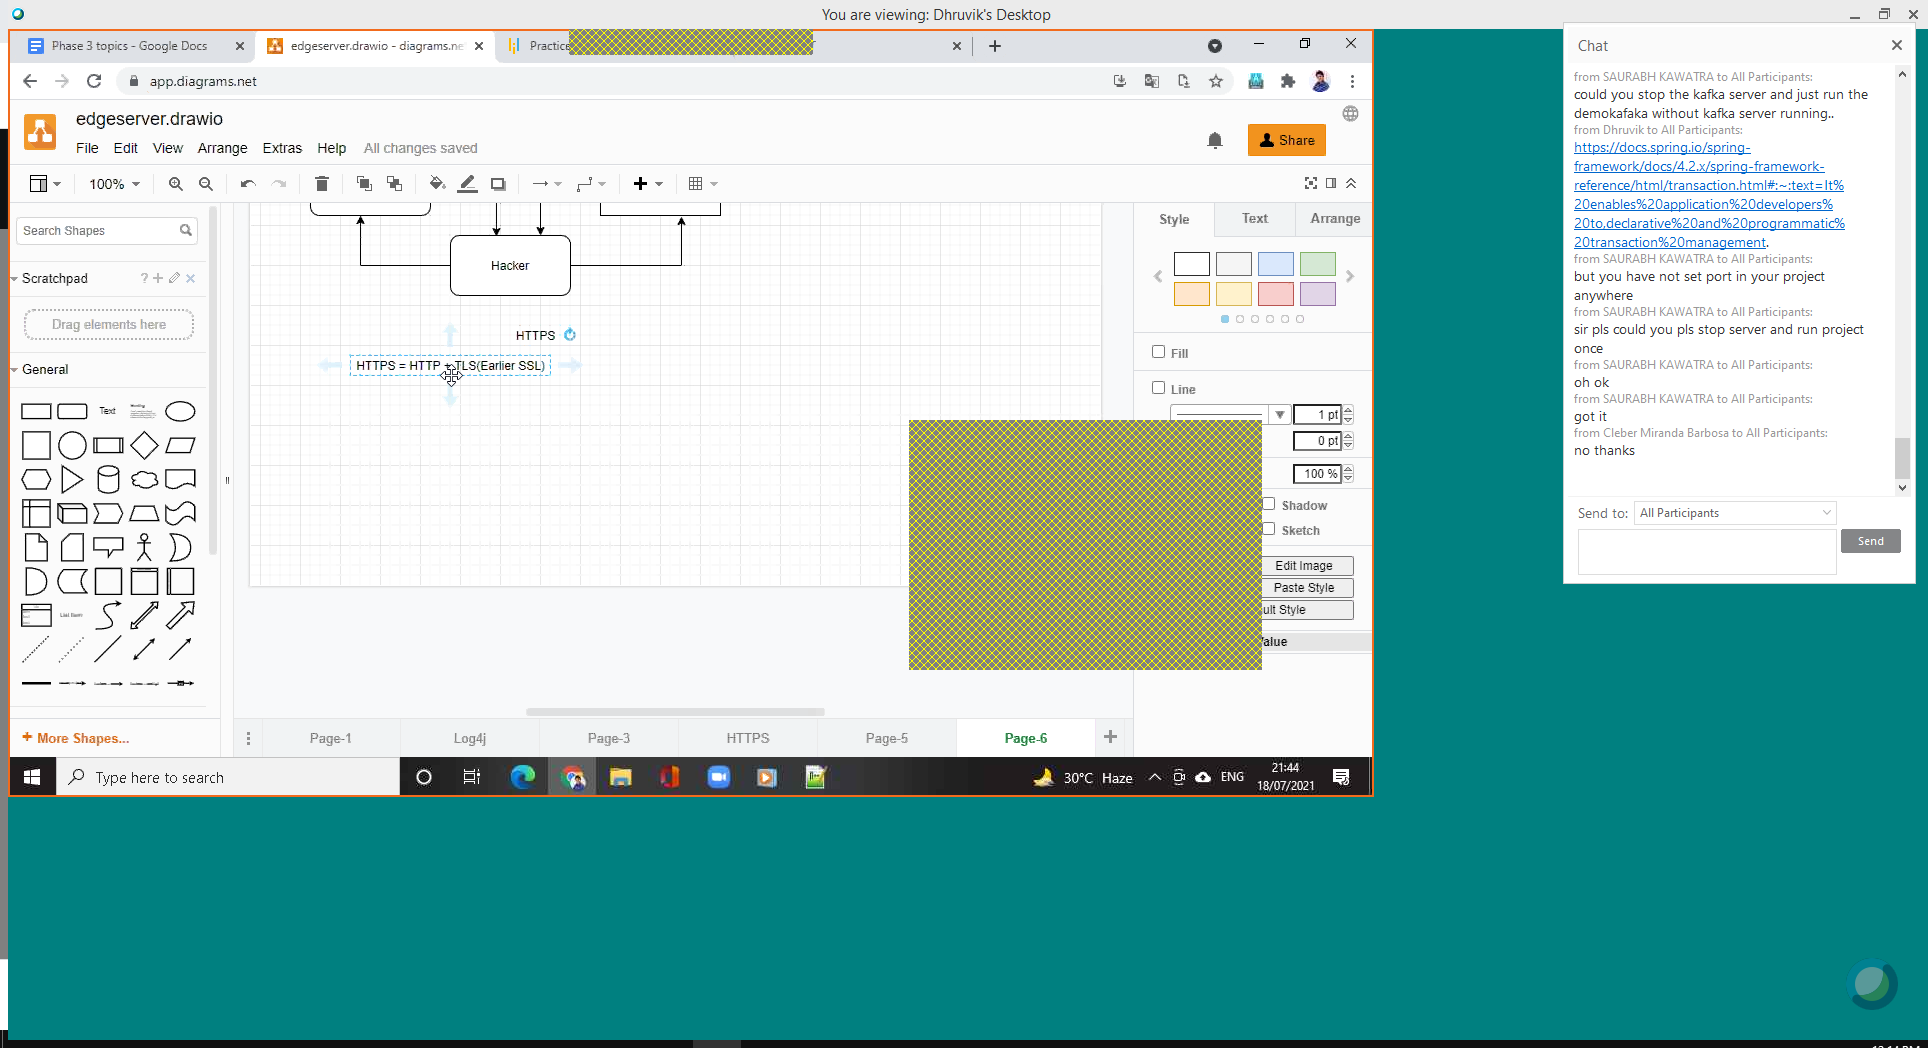 You are viewing: Dhruvik's Desktop
Phase 3 topics - Google Docs
edgeserver.drawio - diagrams.ne
Practice
app.diagrams.net
edgeserver.drawio
File Edit View Arrange Extras Help All changes saved
Share
100%
Search Shapes
Scratchpad
?
Drag elements here
General
Text
List Item
More Shapes...
Hacker
HTTPS
HTTPS = HTTP + TLS(Earlier SSL)
Style Text Arrange
Fill
Line
1 pt
0 pt
100 %
Shadow
Sketch
Edit Image
Paste Style
ult Style
Value
Page-1 Log4j Page-3 HTTPS Page-5 Page-6
Type here to search
30°C Haze
ENG
21:44
18/07/2021
Chat
from SAURABH KAWATRA to All Participants:
could you stop the kafka server and just run the
demokafaka without kafka server running..
from Dhruvik to All Participants:
https://docs.spring.io/spring-
framework/docs/4.2.x/spring-framework-
reference/html/transaction.html#:~:text=It%
20enables%20application%20developers%
20to,declarative%20and%20programmatic%
20transaction%20management.
from SAURABH KAWATRA to All Participants:
but you have not set port in your project
anywhere
from SAURABH KAWATRA to All Participants:
sir pls could you pls stop server and run project
once
from SAURABH KAWATRA to All Participants:
oh ok
from SAURABH KAWATRA to All Participants:
got it
from Cleber Miranda Barbosa to All Participants:
no thanks
Send to: All Participants
Send